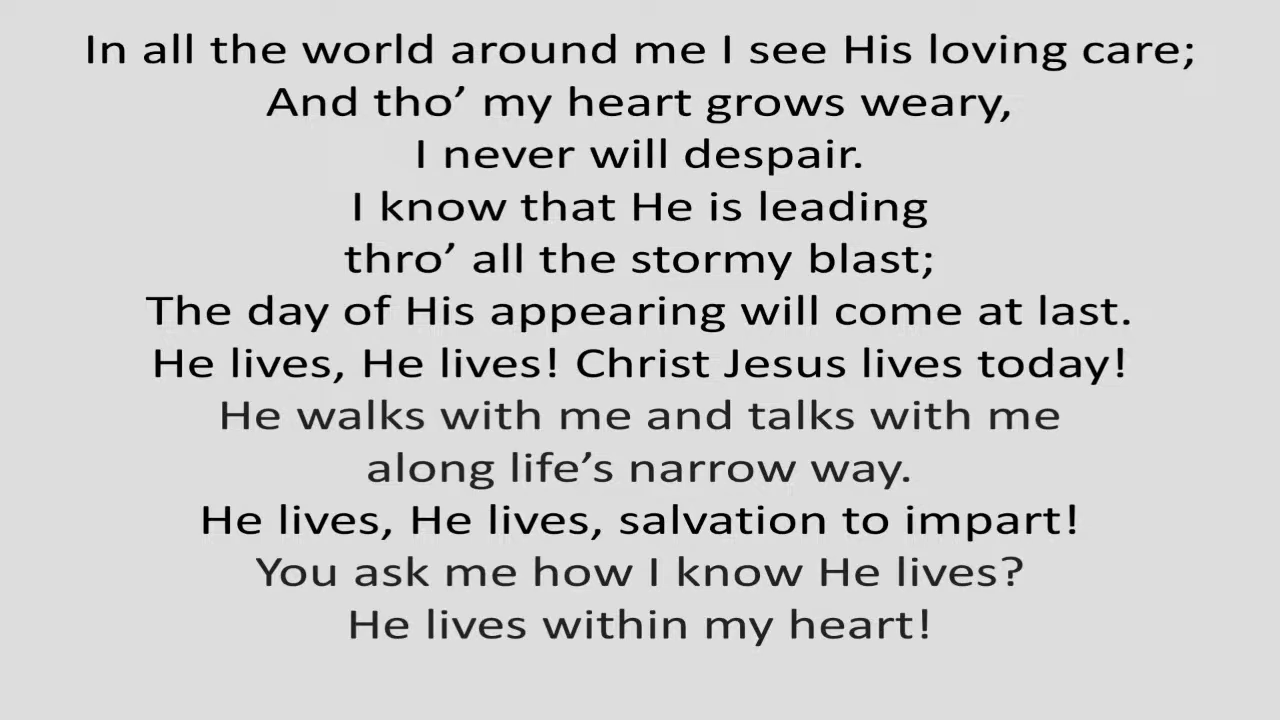 In all the world around me I see His loving care;
And tho’ my heart grows weary,
I never will despair.
I know that He is leading
thro’ all the stormy blast;
The day of His appearing will come at last.
He lives, He lives! Christ Jesus lives today!
He walks with me and talks with me
along life’s narrow way.
He lives, He lives, salvation to impart!
You ask me how I know He lives?
He lives within my heart!